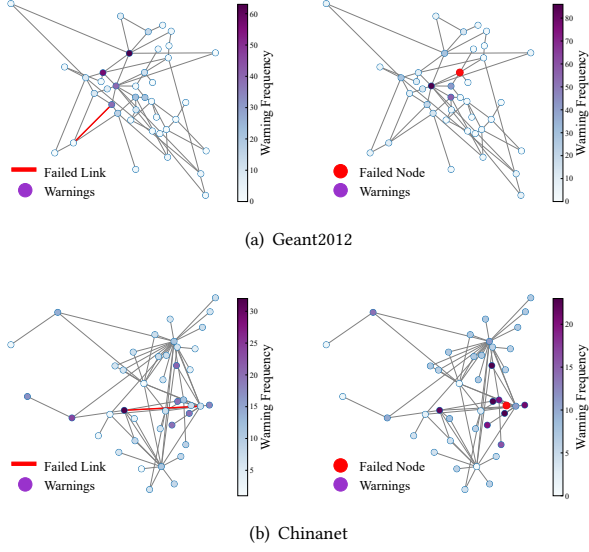 60
50
40
30
20
10
0
Warning Frequency
Failed Link
Warnings
80
70
60
50
40
30
20
10
0
Warning Frequency
Failed Node
Warnings
(a) Geant2012
30
25
20
15
10
5
Warning Frequency
Failed Link
Warnings
20
15
10
5
0
Warning Frequency
Failed Node
Warnings
(b) Chinanet